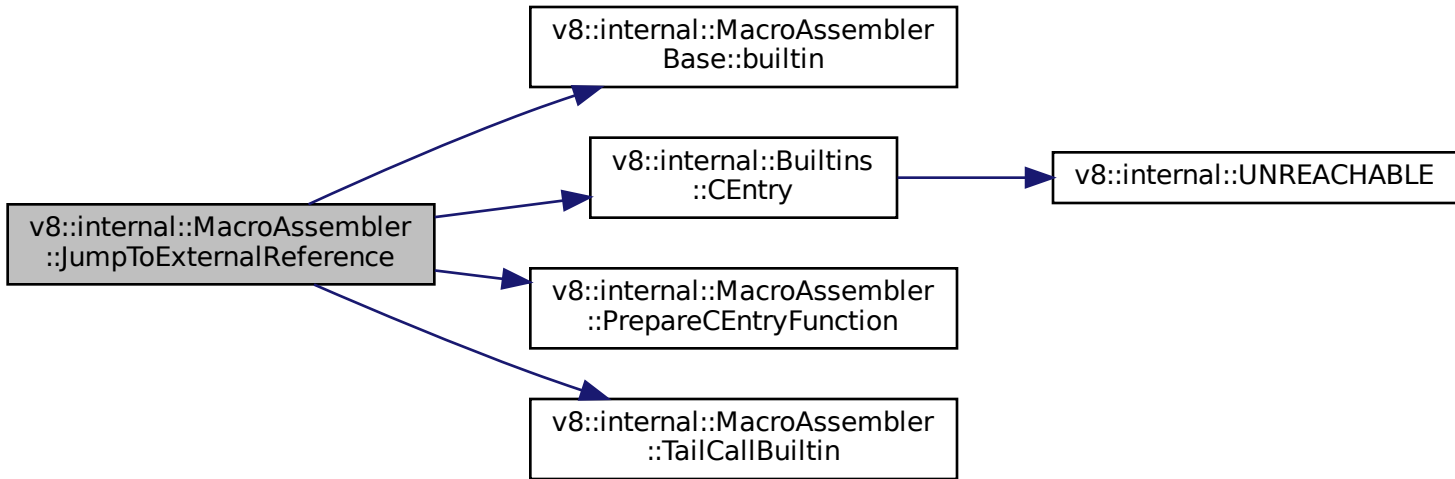 v8::internal::MacroAssembler
Base::builtin
v8::internal::Builtins
::CEntry
v8::internal::UNREACHABLE
v8::internal::MacroAssembler
::JumpToExternalReference
v8::internal::MacroAssembler
::PrepareCEntryFunction
v8::internal::MacroAssembler
::TailCallBuiltin